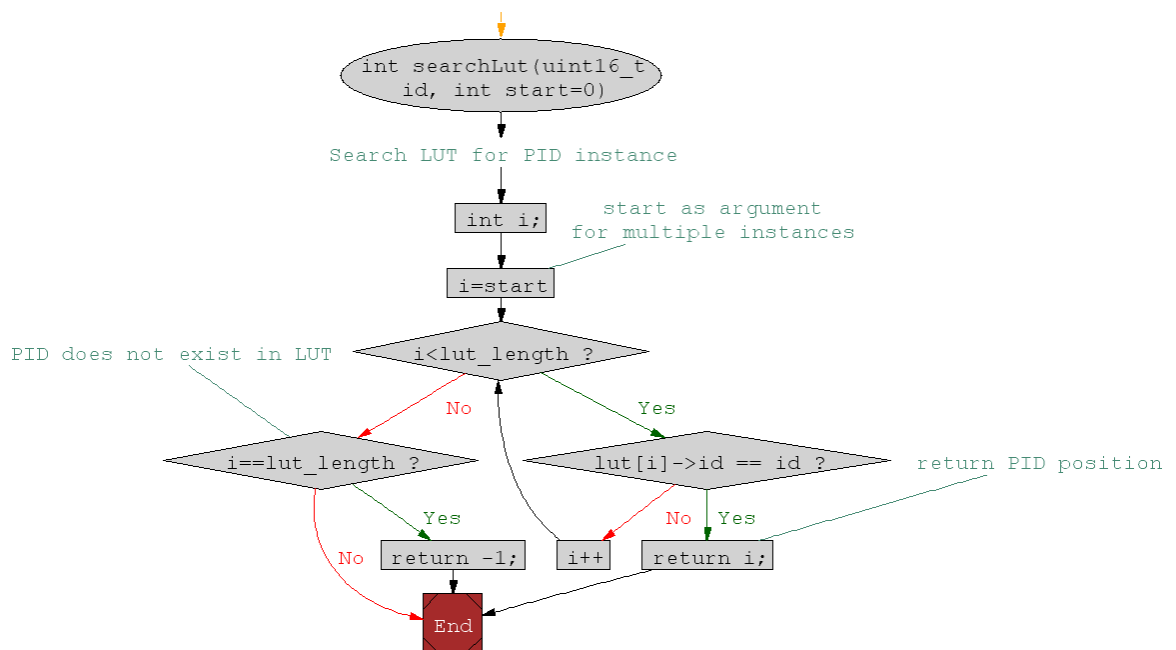 int searchLut(uint16_t
id, int start=0)
Search LUT for PID instance
int i;
start as argument
for multiple instances
i=start
PID does not exist in LUT
i<lut_length ?
No
Yes
i==lut_length ?
lut[i]->id == id ?
return PID position
Yes
No
Yes
No
return -1;
i++
return i;
End